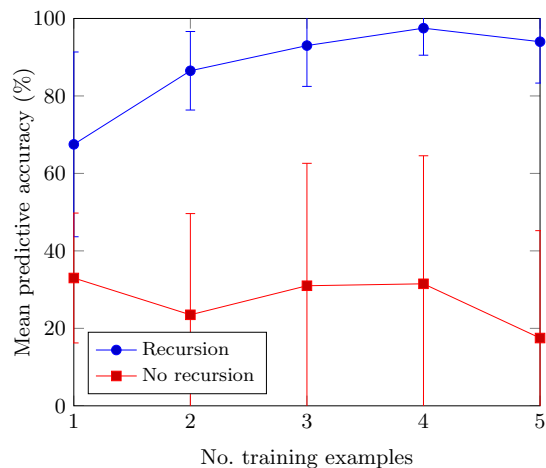 Mean predictive accuracy (%)
100
80
60
40
20
0
1 2 3 4 5
No. training examples
Recursion
No recursion